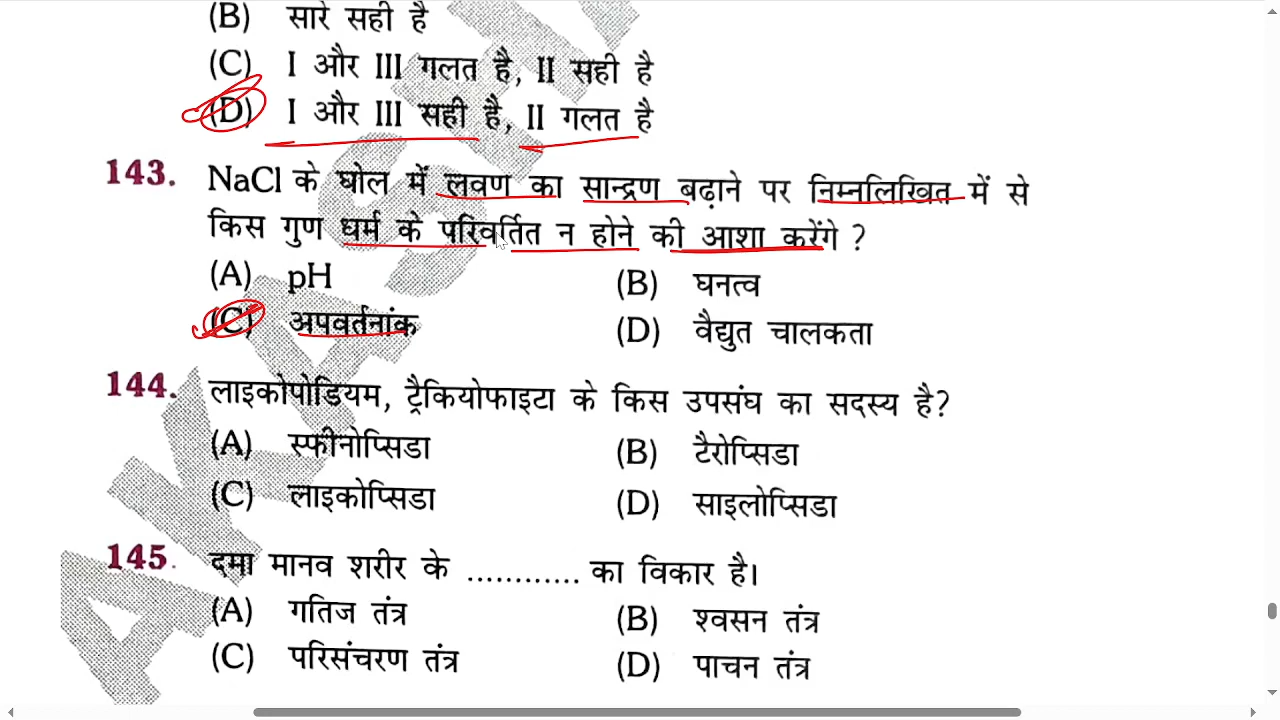 (B) सारे सही है
(C) I और III गलत है, II सही है
(D) I और III सही है, II गलत है
143. NaCl के घोल में लवण का सान्द्रण बढ़ाने पर निम्नलिखित में से
किस गुण धर्म के परिवर्तित न होने की आशा करेंगे ?
(A) pH (B) घनत्व
(C) अपवर्तनांक (D) वैद्युत चालकता
144. लाइकोपोडियम, ट्रैकियोफाइटा के किस उपसंघ का सदस्य है?
(A) स्फीनोप्सिडा (B) टैरोप्सिडा
(C) लाइकोप्सिडा (D) साइलोप्सिडा
145. दमा मानव शरीर के ............ का विकार है।
(A) गतिज तंत्र (B) श्वसन तंत्र
(C) परिसंचरण तंत्र (D) पाचन तंत्र